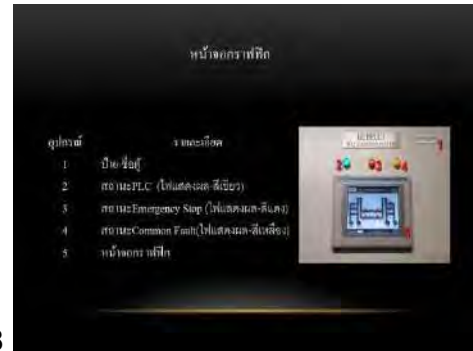 หน้าจอกราฟฟิก
อุปกรณ์ รายละเอียด
1 ป้ายชื่อตู้
2 สถานะPLC (ไฟแสดงผล-สีเขียว)
3 สถานะEmergency Stop (ไฟแสดงผล-สีแดง)
4 สถานะCommon Fault(ไฟแสดงผล-สีเหลือง)
5 หน้าจอกราฟฟิก
1
2 3 4
5